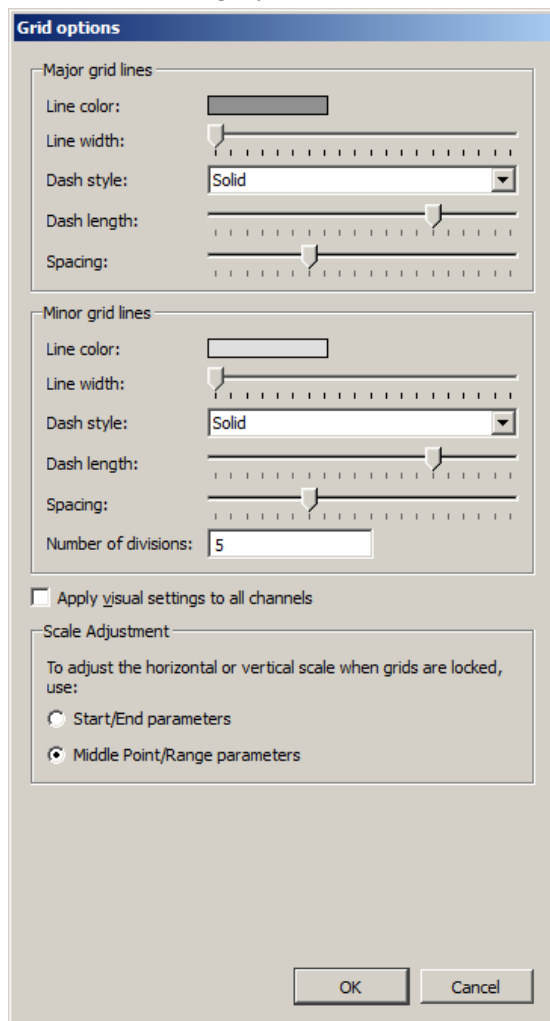 Grid options
Major grid lines
Line color:
Line width:
Dash style:
Solid
Dash length:
Spacing:
Minor grid lines
Line color:
Line width:
Dash style:
Solid
Dash length:
Spacing:
Number of divisions:
5
Apply visual settings to all channels
Scale Adjustment
To adjust the horizontal or vertical scale when grids are locked,
use:
Start/End parameters
Middle Point/Range parameters
OK
Cancel